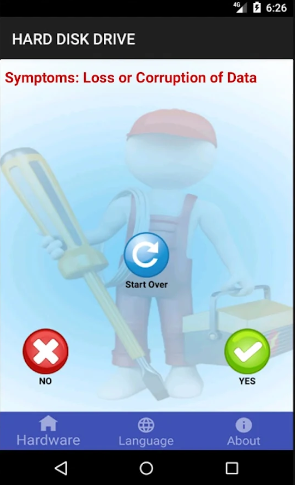 4G 6:26
HARD DISK DRIVE
Symptoms: Loss or Corruption of Data
Start Over
NO YES
Hardware Language About